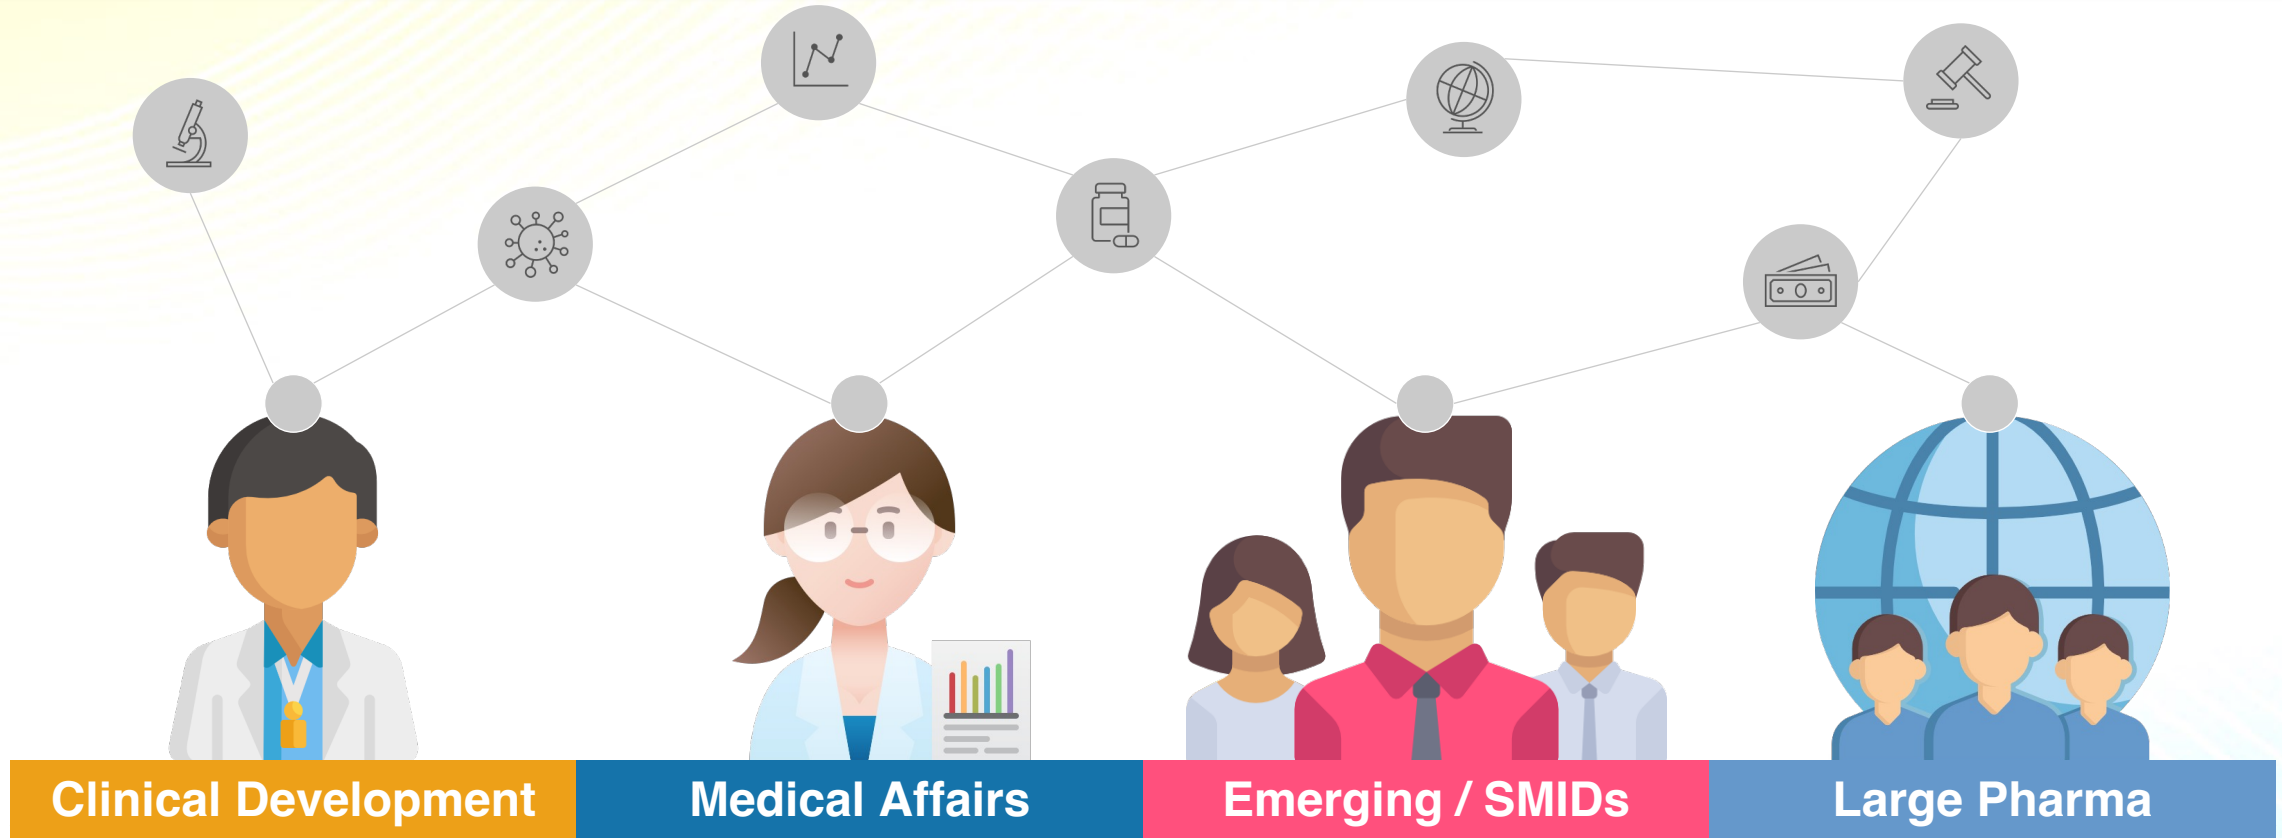 Clinical Development
Medical Affairs
Emerging / SMIDs
Large Pharma